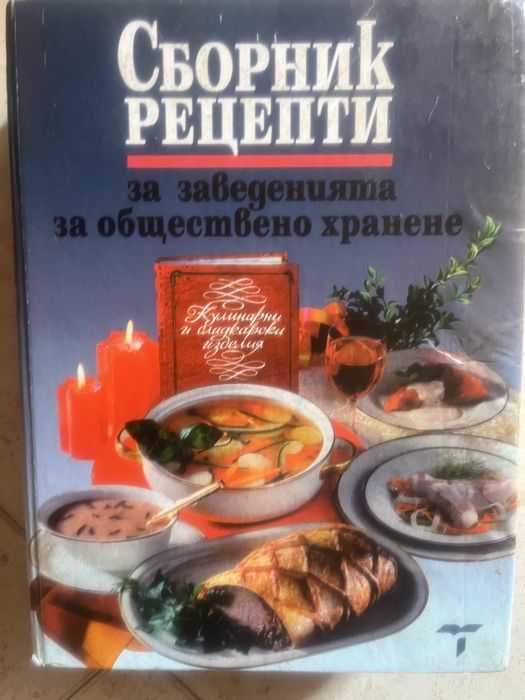 Сборник
рецепти
за заведенията
за обществено хранене
Кулинарни
и сладкарски
изделия